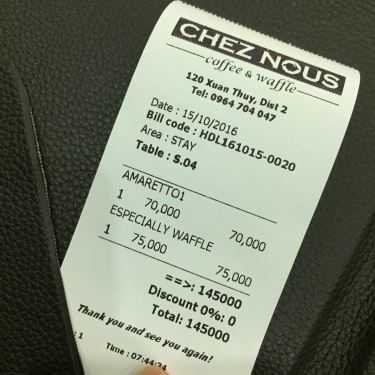 CHEZ NOUS
coffee & waffle
120 Xuan Thuy, Dist 2
Tel: 0964 704 047
Date : 15/10/2016
Bill code : HDL161015-0020
Area : STAY
Table : S.04
AMARETTO1
1 70,000 70,000
ESPECIALLY WAFFLE
1 75,000 75,000
==>: 145000
Discount 0%: 0
Total: 145000
Thank you and see you again!
: 1 Time : 07:44:24